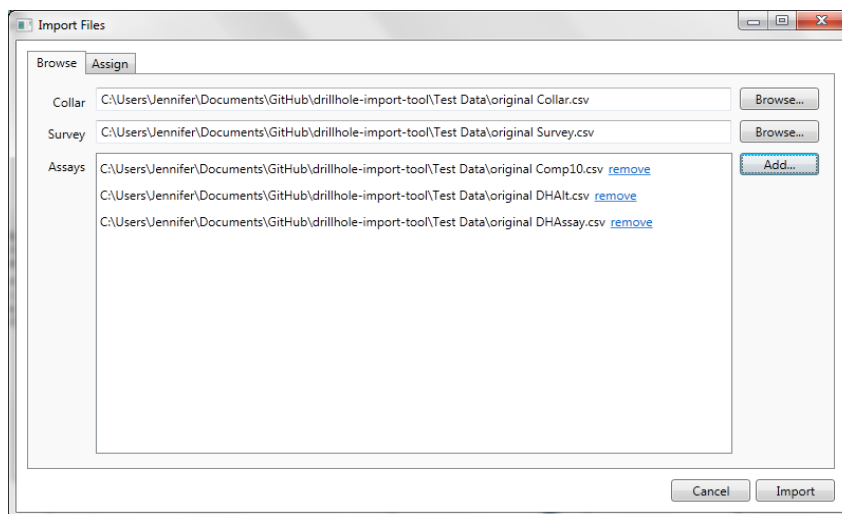 Import Files
Browse Assign
Collar C:\Users\Jennifer\Documents\GitHub\drillhole-import-tool\Test Data\original Collar.csv Browse...
Survey C:\Users\Jennifer\Documents\GitHub\drillhole-import-tool\Test Data\original Survey.csv Browse...
Assays C:\Users\Jennifer\Documents\GitHub\drillhole-import-tool\Test Data\original Comp10.csv remove Add...
C:\Users\Jennifer\Documents\GitHub\drillhole-import-tool\Test Data\original DHAlt.csv remove
C:\Users\Jennifer\Documents\GitHub\drillhole-import-tool\Test Data\original DHAssay.csv remove
Cancel Import